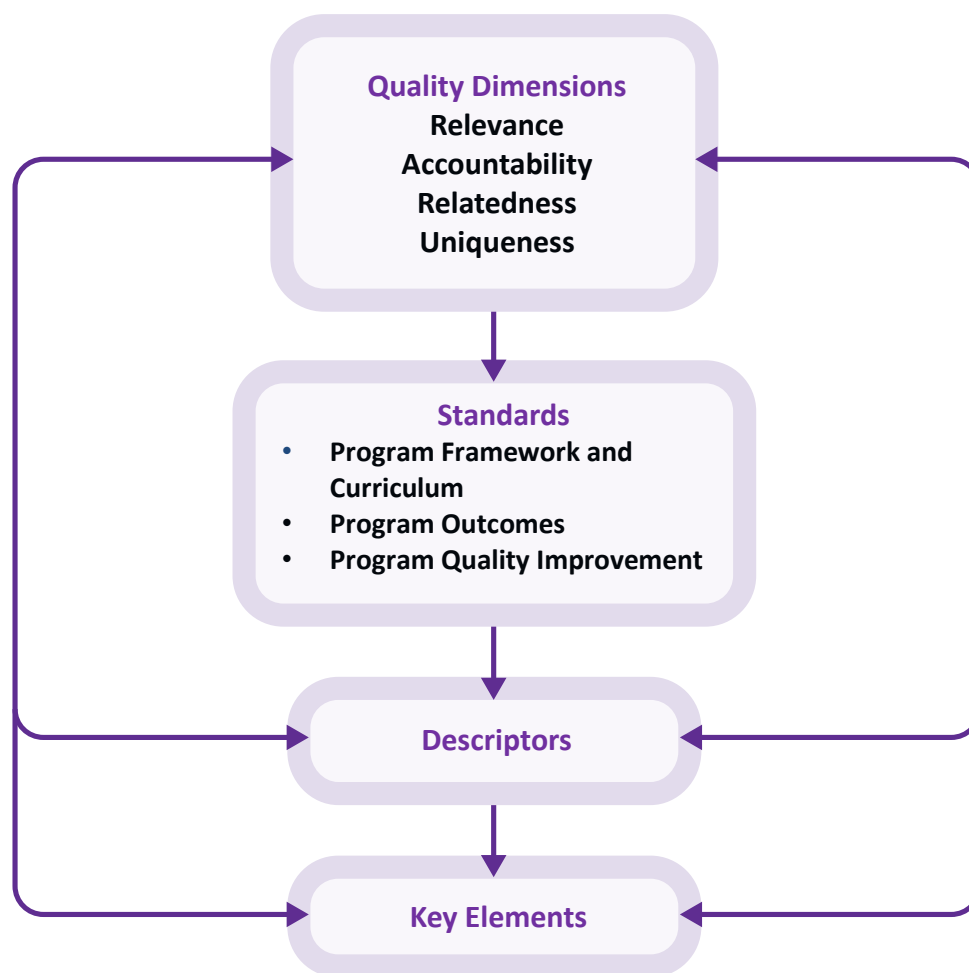 Quality Dimensions
Relevance
Accountability
Relatedness
Uniqueness
Standards
• Program Framework and
Curriculum
• Program Outcomes
• Program Quality Improvement
Descriptors
Key Elements